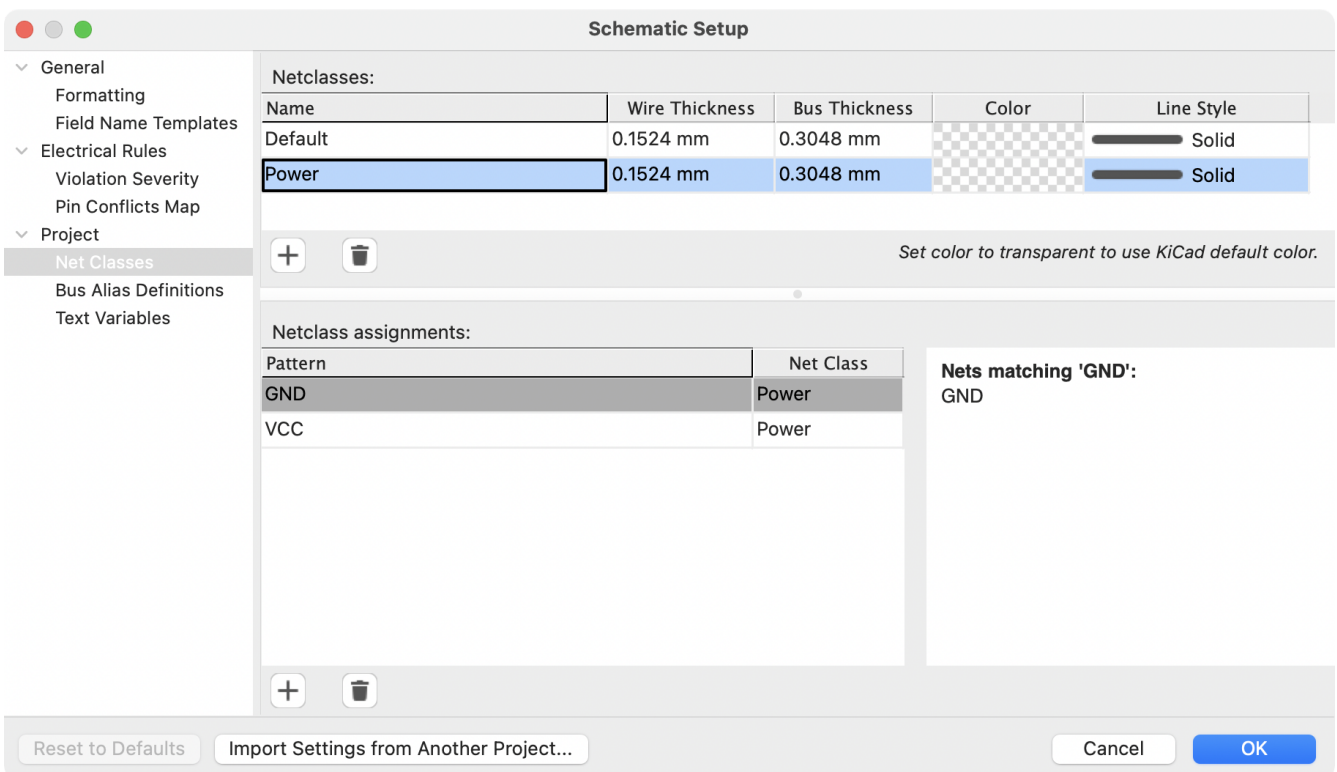 Schematic Setup
General
Formatting
Field Name Templates
Electrical Rules
Violation Severity
Pin Conflicts Map
Project
Net Classes
Bus Alias Definitions
Text Variables
Netclasses:
Name Wire Thickness Bus Thickness Color Line Style
Default 0.1524 mm 0.3048 mm Solid
Power 0.1524 mm 0.3048 mm Solid
Set color to transparent to use KiCad default color.
Netclass assignments:
Pattern Net Class
GND Power
VCC Power
Nets matching 'GND':
GND
Reset to Defaults Import Settings from Another Project... Cancel OK